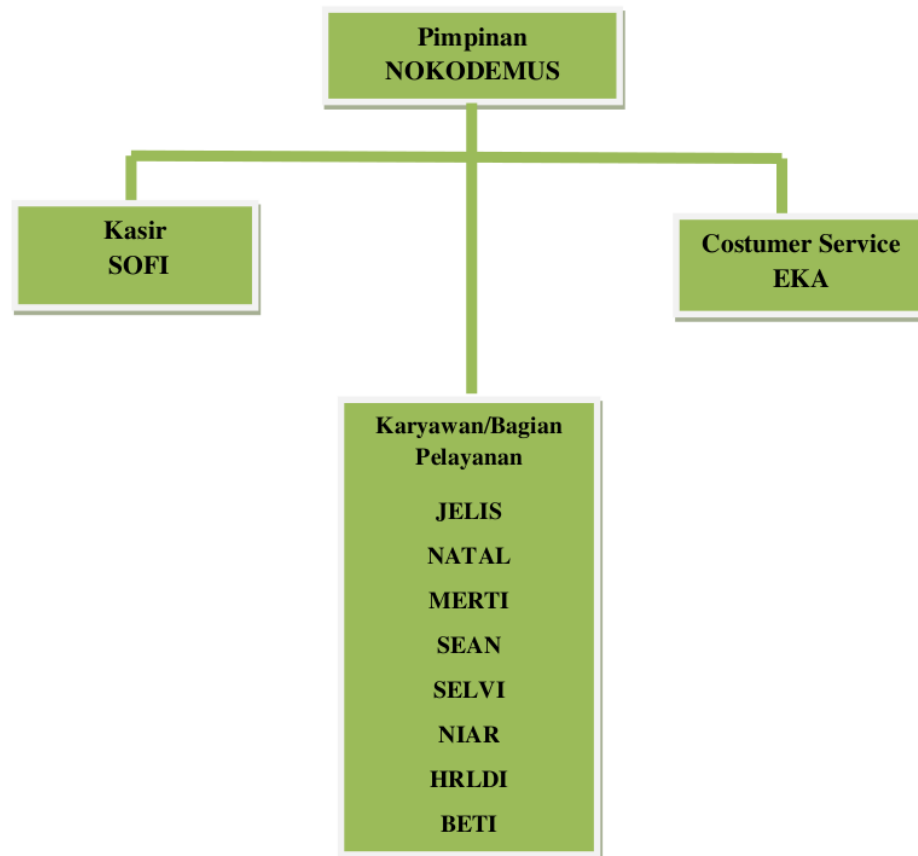 Pimpinan
NOKODEMUS
Kasir
SOFI
Costumer Service
EKA
Karyawan/Bagian
Pelayanan
JELIS
NATAL
MERTI
SEAN
SELVI
NIAR
HRLDI
BETI